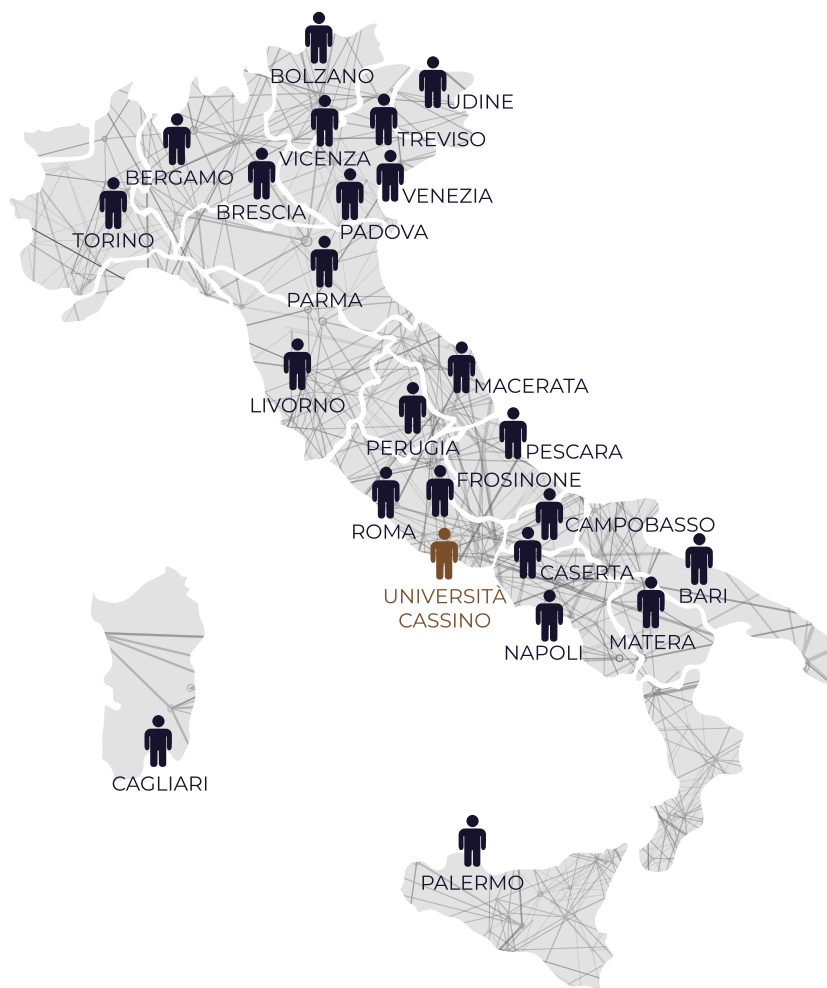 BOLZANO
UDINE
TREVISO
VICENZA
BERGAMO
VENEZIA
BRESCIA
PADOVA
TORINO
PARMA
MACERATA
LIVORNO
PERUGIA
PESCARA
FROSINONE
CAMPOBASSO
ROMA
CASERTA
BARI
UNIVERSITÀ
CASSINO
MATERA
NAPOLI
CAGLIARI
PALERMO